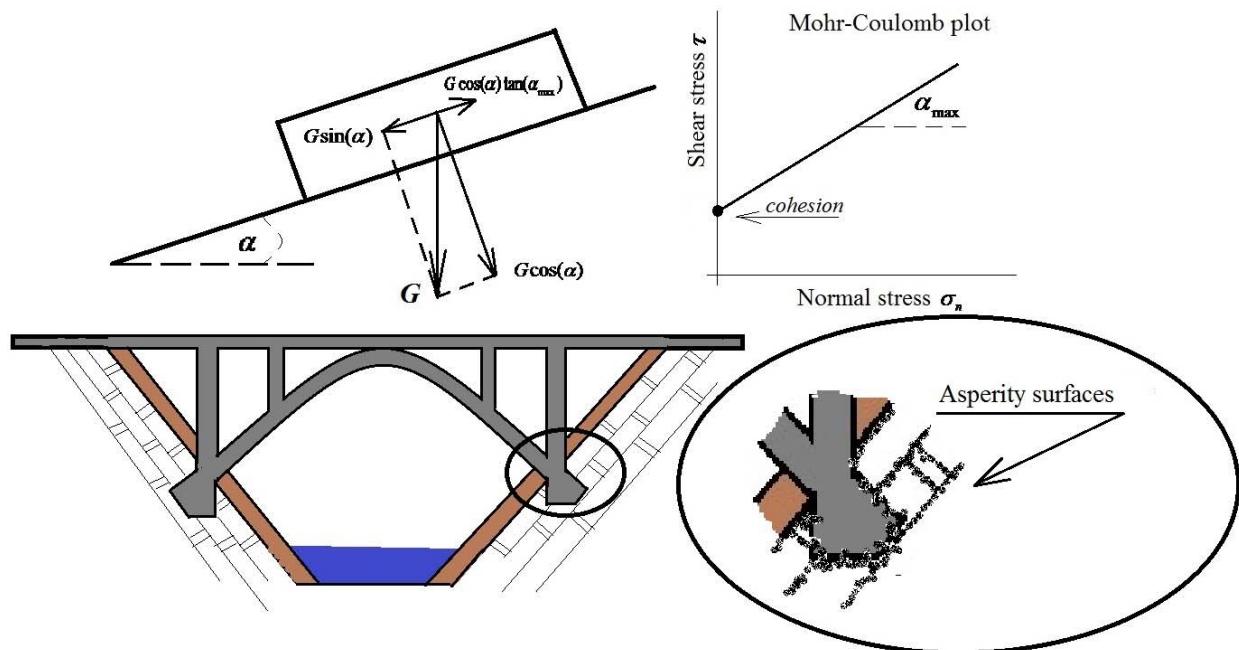 G cos(α) tan(α_max)
G sin(α)
α
G
G cos(α)
Mohr-Coulomb plot
Shear stress τ
α_max
cohesion
Normal stress σ_n
Asperity surfaces